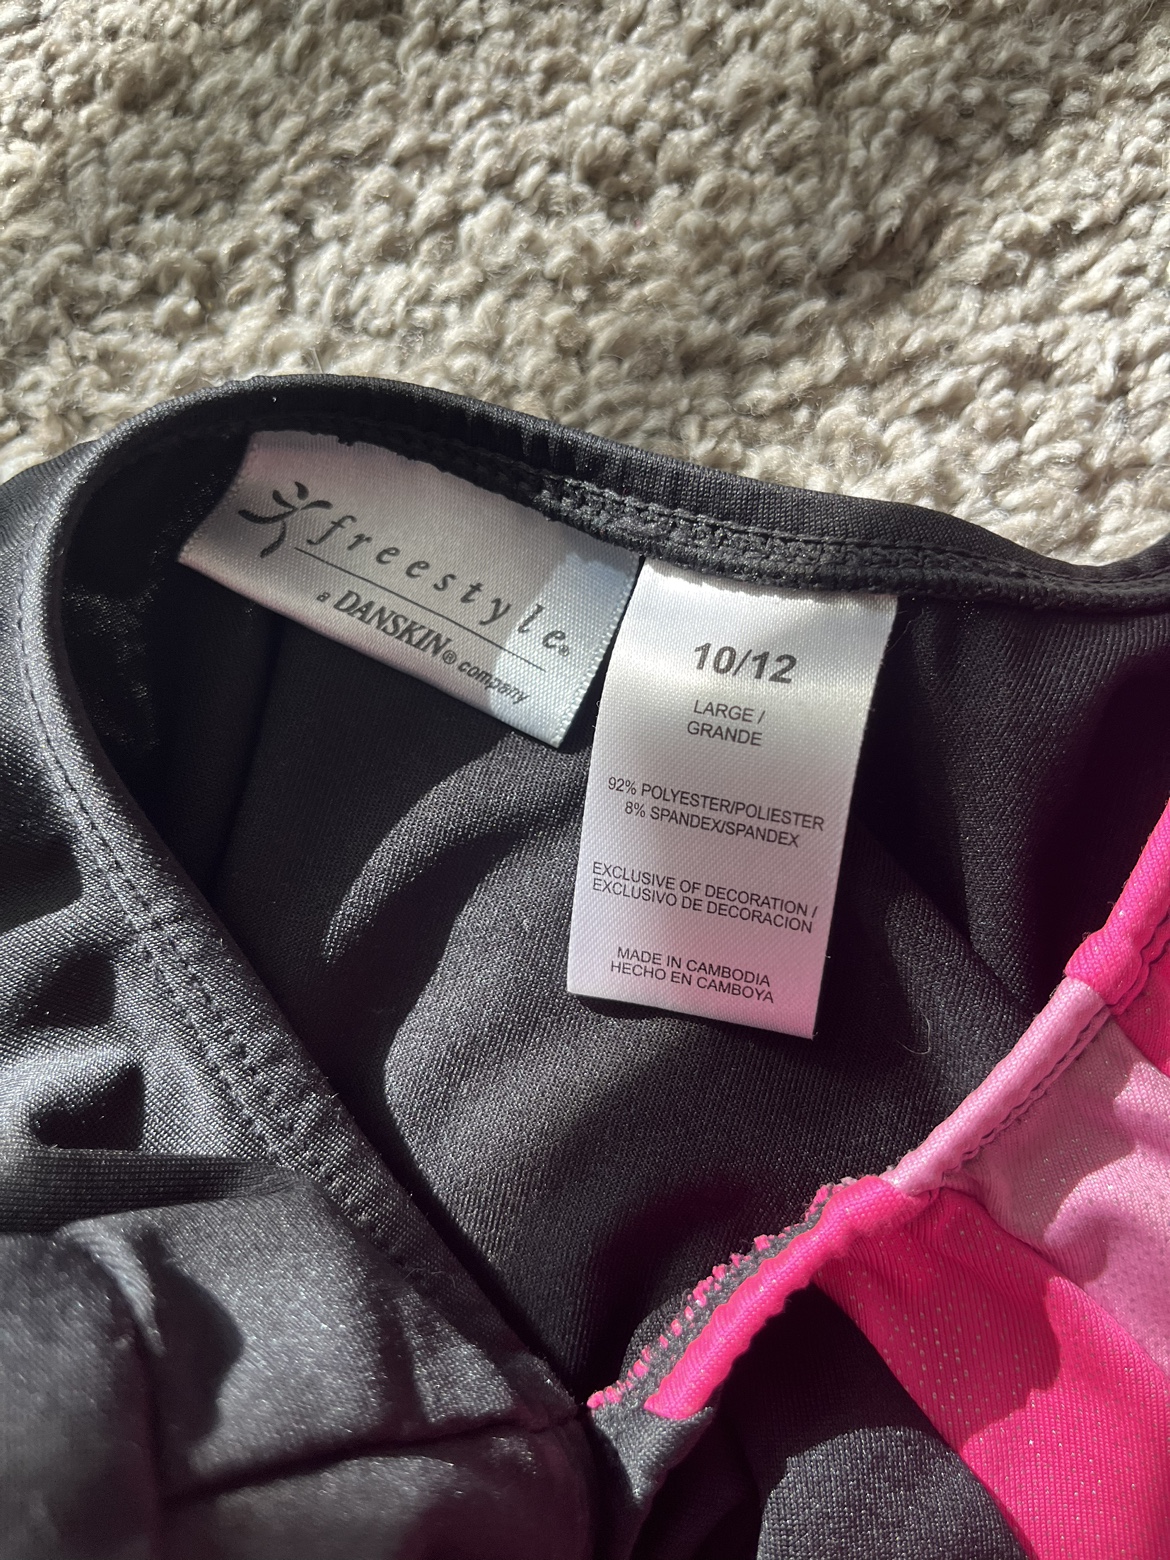 freestyle®
a DANSKIN® company
10/12
LARGE /
GRANDE
92% POLYESTER/POLIESTER
8% SPANDEX/SPANDEX
EXCLUSIVE OF DECORATION /
EXCLUSIVO DE DECORACION
MADE IN CAMBODIA
HECHO EN CAMBOYA